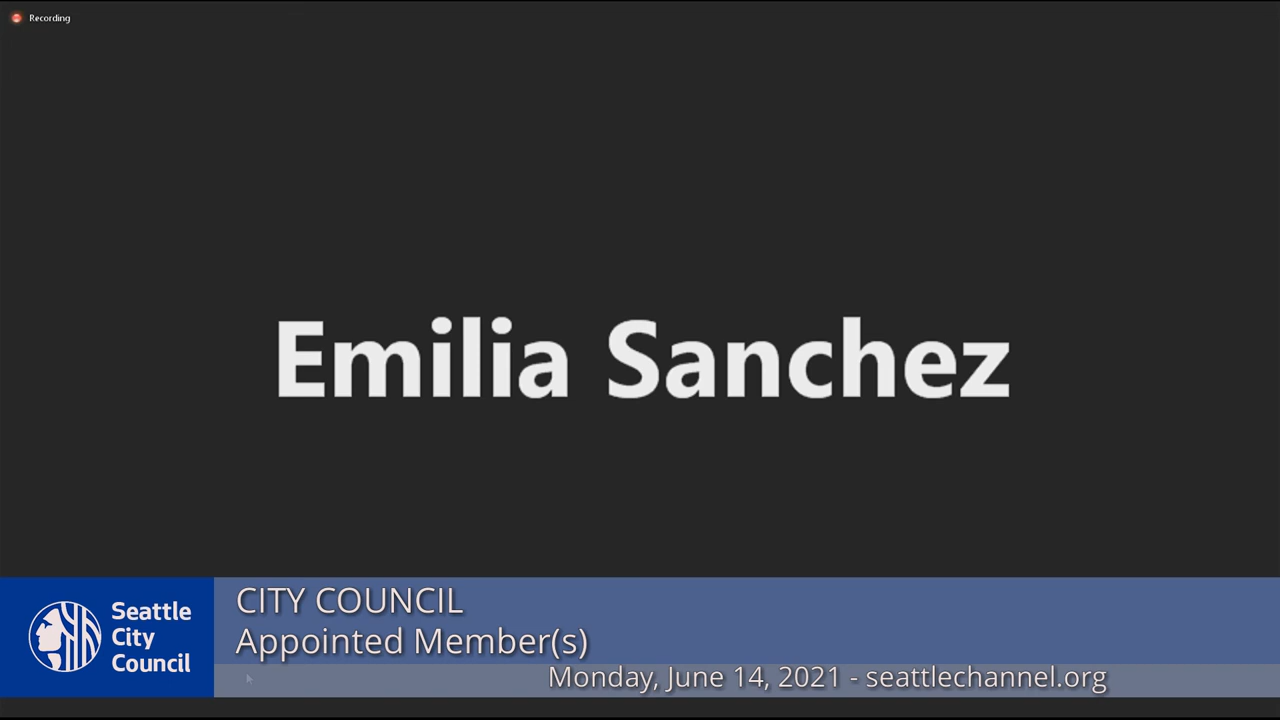 Recording
Emilia Sanchez
Seattle
City
Council
CITY COUNCIL
Appointed Member(s)
Monday, June 14, 2021 - seattlechannel.org